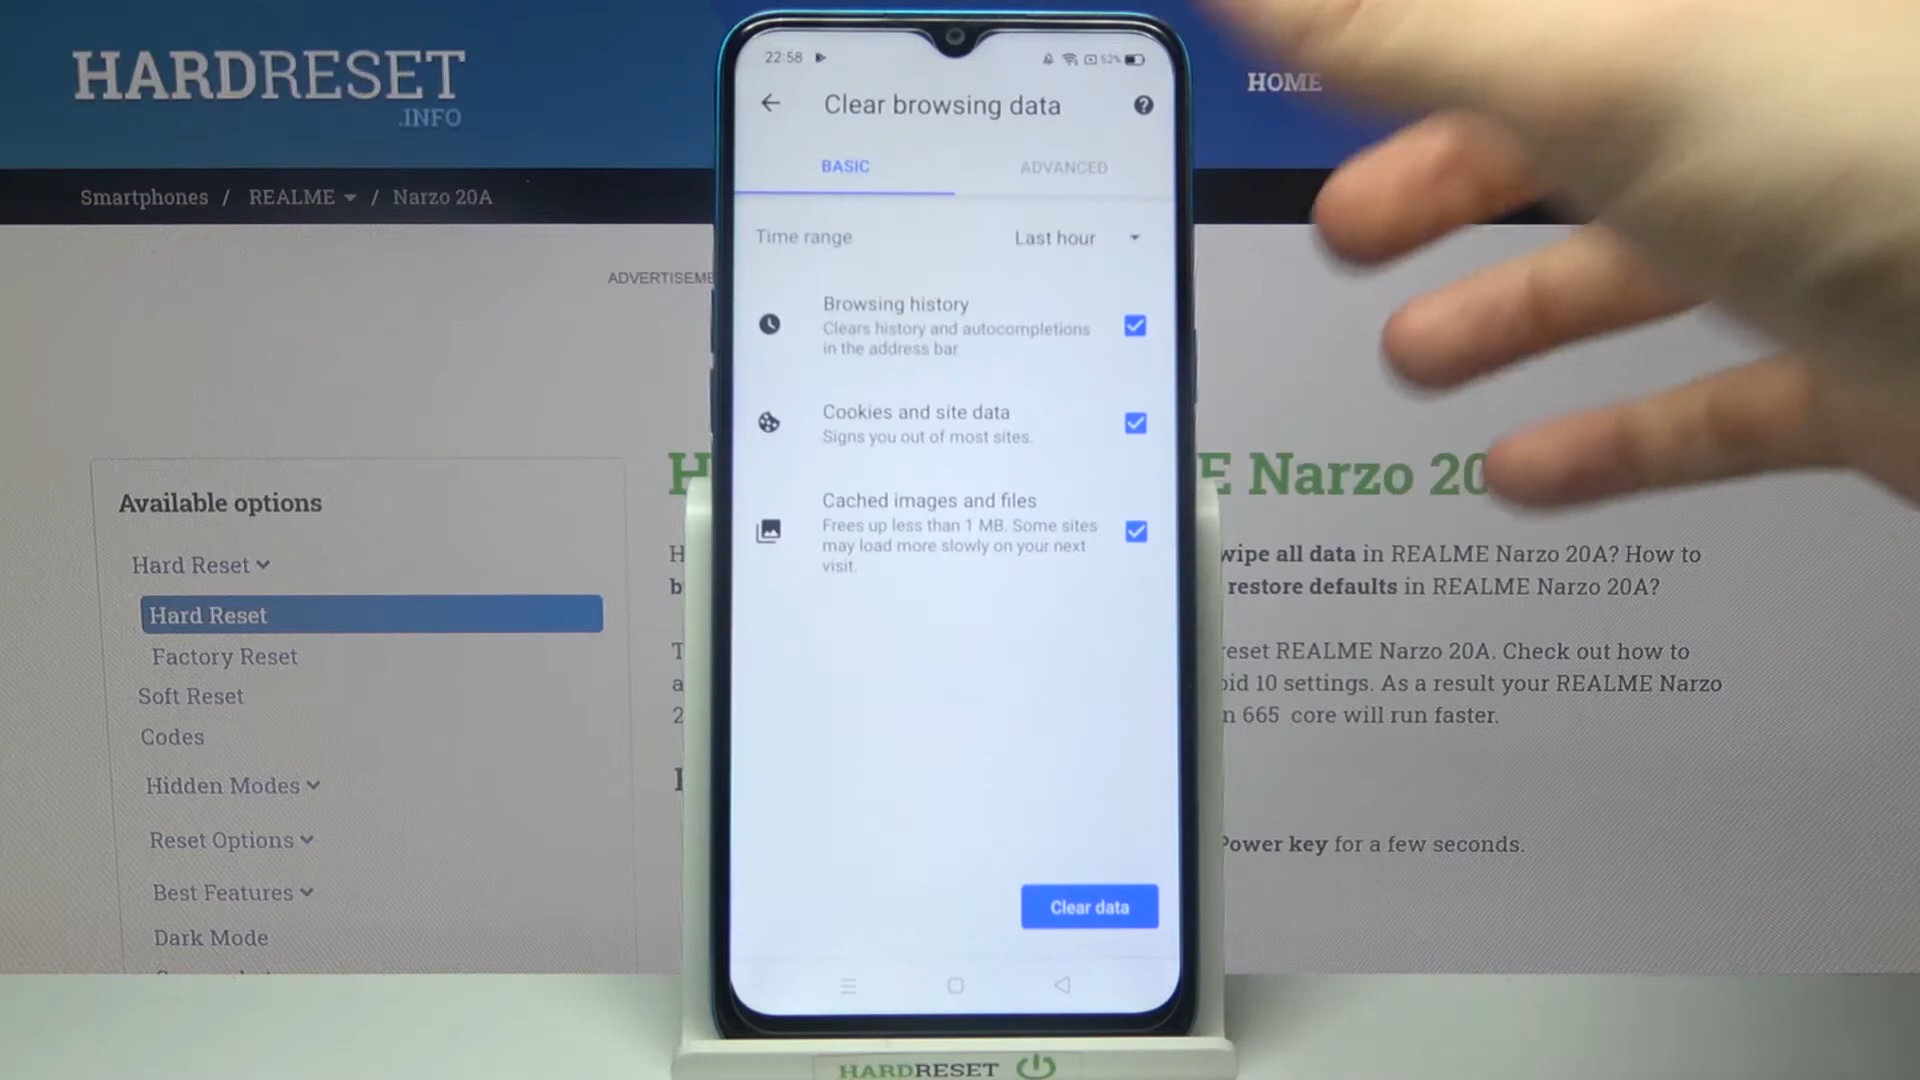 HARDRESET
.INFO
HOME
Smartphones / REALME / Narzo 20A
ADVERTISEME
Available options
Hard Reset
Hard Reset
Factory Reset
Soft Reset
Codes
Hidden Modes
Reset Options
Best Features
Dark Mode
22:58
52%
Clear browsing data
BASIC
ADVANCED
Time range
Last hour
Browsing history
Clears history and autocompletions
in the address bar.
Cookies and site data
Signs you out of most sites.
Cached images and files
Frees up less than 1 MB. Some sites
may load more slowly on your next
visit.
Clear data
H
E Narzo 20
H
wipe all data in REALME Narzo 20A? How to
b
restore defaults in REALME Narzo 20A?
T
reset REALME Narzo 20A. Check out how to
a
oid 10 settings. As a result your REALME Narzo
2
n 665 core will run faster.
Power key for a few seconds.
HARDRESET